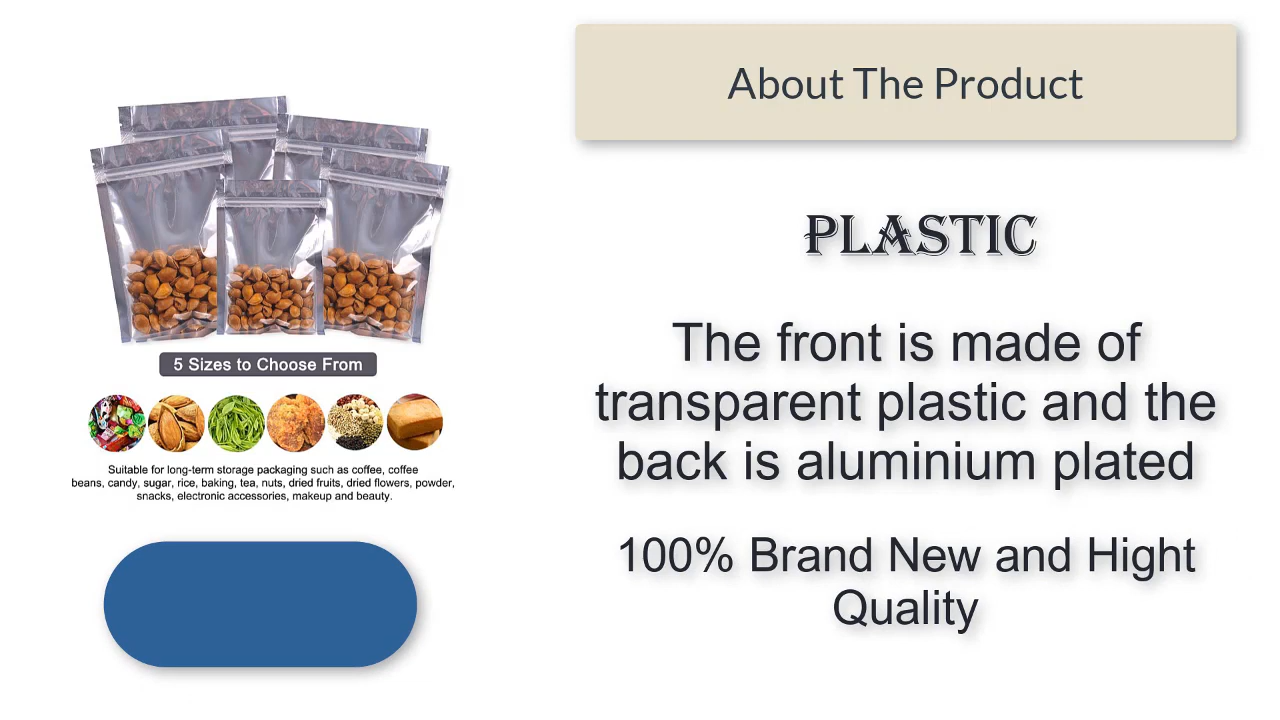 About The Product
PLASTIC
The front is made of
transparent plastic and the
back is aluminium plated
100% Brand New and Hight
Quality
5 Sizes to Choose From
Suitable for long-term storage packaging such as coffee, coffee
beans, candy, sugar, rice, baking, tea, nuts, dried fruits, dried flowers, powder,
snacks, electronic accessories, makeup and beauty.